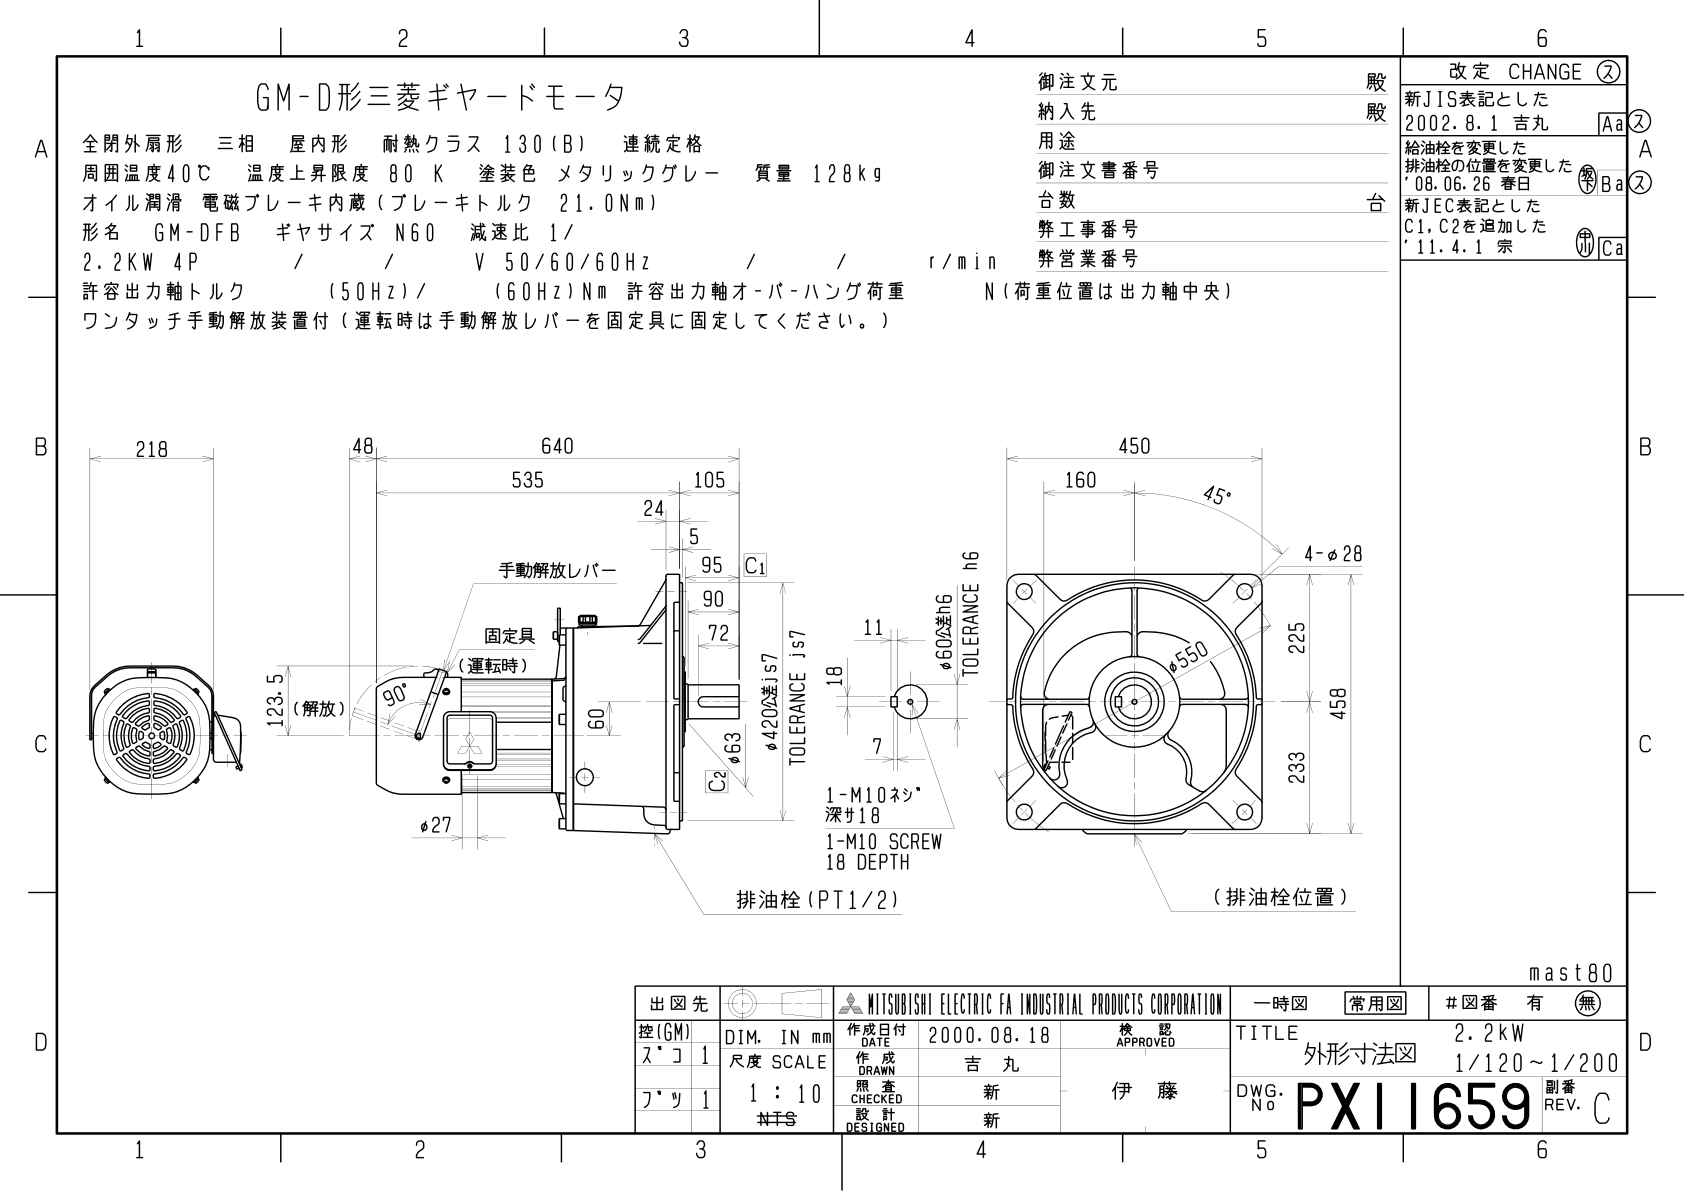 1 2 3 4 5 6
GM-D形三菱ギヤードモータ
全閉外扇形 三相 屋内形 耐熱クラス 130(B) 連続定格
周囲温度40℃ 温度上昇限度 80 K 塗装色 メタリックグレー 質量 128kg
オイル潤滑 電磁ブレーキ内蔵(ブレーキトルク 21.0Nm)
形名 GM-DFB ギヤサイズ N60 減速比 1/
2.2KW 4P / / V 50/60/60Hz / / r/min
許容出力軸トルク (50Hz)/ (60Hz)Nm 許容出力軸オーバーハング荷重 N(荷重位置は出力軸中央)
ワンタッチ手動解放装置付(運転時は手動解放レバーを固定具に固定してください。)
御注文元 殿
納入先 殿
用途
御注文書番号
台数 台
弊工事番号
弊営業番号
改定 CHANGE ス
新JIS表記とした
2002.8.1 吉丸 Aa ス
給油栓を変更した
排油栓の位置を変更した
'08.06.26 春日 坂下 Ba ス
新JEC表記とした
C1,C2を追加した
'11.4.1 宗 中川 Ca
A A
B B
C C
D D
218
48 640
535 105
24
5
95 C1
90
72
手動解放レバー
固定具
(運転時)
90°
(解放)
123.5
60
φ27
φ63
C2
φ420公差js7
TOLERANCE js7
排油栓(PT1/2)
11
18
7
φ60公差h6
TOLERANCE h6
1-M10ネジ
深サ18
1-M10 SCREW
18 DEPTH
450
160
45°
4-φ28
φ550
225
458
233
(排油栓位置)
mast80
出図先
控(GM)
ズコ 1
ブツ 1
DIM. IN mm
尺度 SCALE
1 : 10
NTS
MITSUBISHI ELECTRIC FA INDUSTRIAL PRODUCTS CORPORATION
作成日付 DATE 2000.08.18
作成 DRAWN 吉丸
照査 CHECKED 新
設計 DESIGNED 新
検認 APPROVED
伊藤
一時図 常用図 #図番 有 無
TITLE 2.2kW
外形寸法図 1/120~1/200
DWG. No PX11659 副番 REV. C
1 2 3 4 5 6